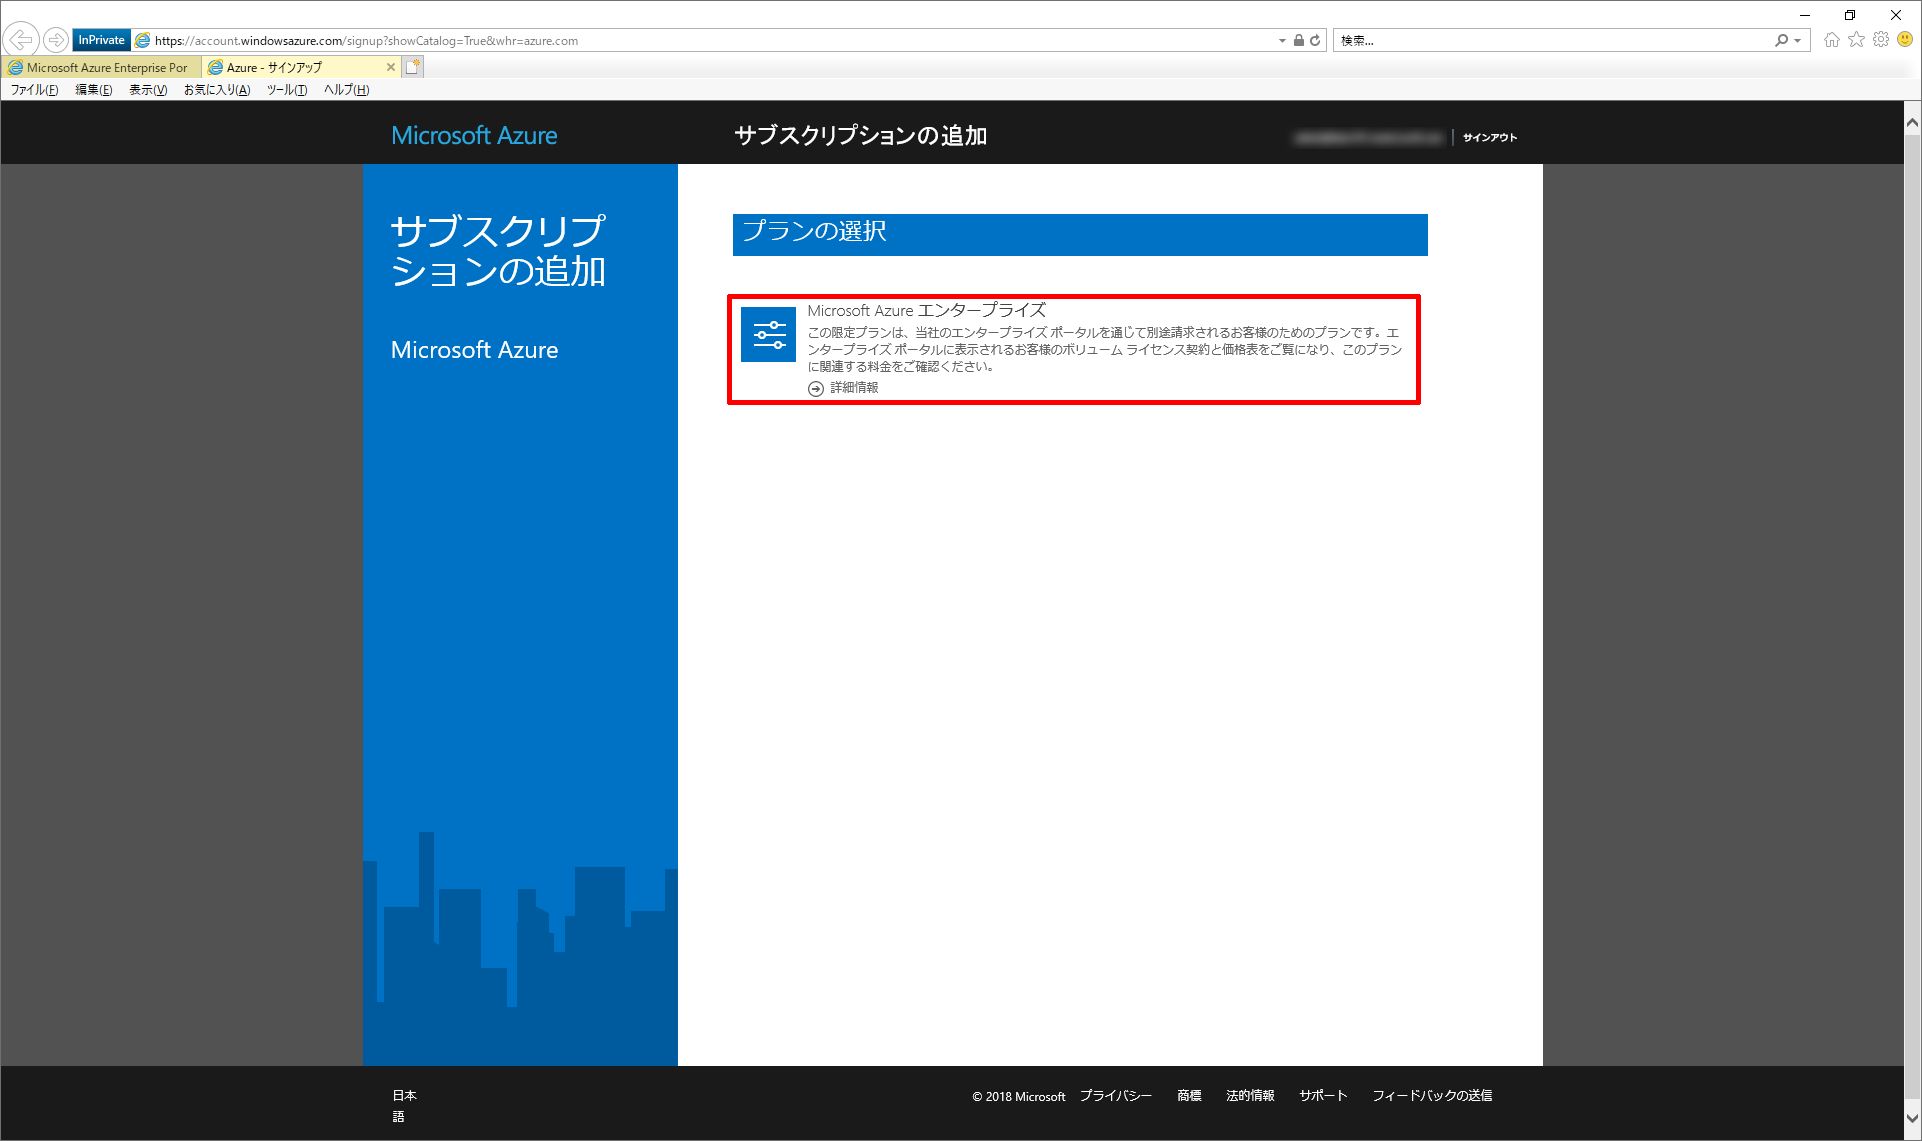 InPrivate
https://account.windowsazure.com/signup?showCatalog=True&whr=azure.com
検索...
Microsoft Azure Enterprise Por
Azure - サインアップ
ファイル(F) 編集(E) 表示(V) お気に入り(A) ツール(T) ヘルプ(H)
Microsoft Azure
サブスクリプションの追加
サインアウト
サブスクリプ
ションの追加
Microsoft Azure
プランの選択
Microsoft Azure エンタープライズ
この限定プランは、当社のエンタープライズ ポータルを通じて別途請求されるお客様のためのプランです。エ
ンタープライズ ポータルに表示されるお客様のボリューム ライセンス契約と価格表をご覧になり、このプラン
に関連する料金をご確認ください。
詳細情報
日本
語
© 2018 Microsoft プライバシー 商標 法的情報 サポート フィードバックの送信